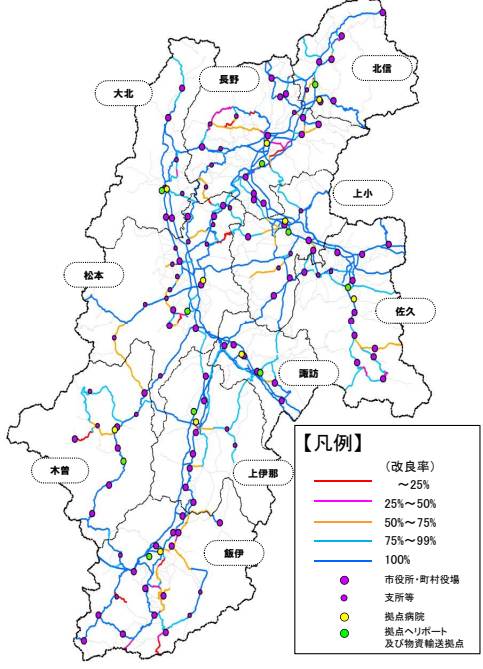 北信
長野
大北
上小
松本
佐久
諏訪
木曽
上伊那
飯伊
【凡例】
(改良率)
～25%
25%～50%
50%～75%
75%～99%
100%
市役所・町村役場
支所等
拠点病院
拠点ヘリポート
及び物資輸送拠点